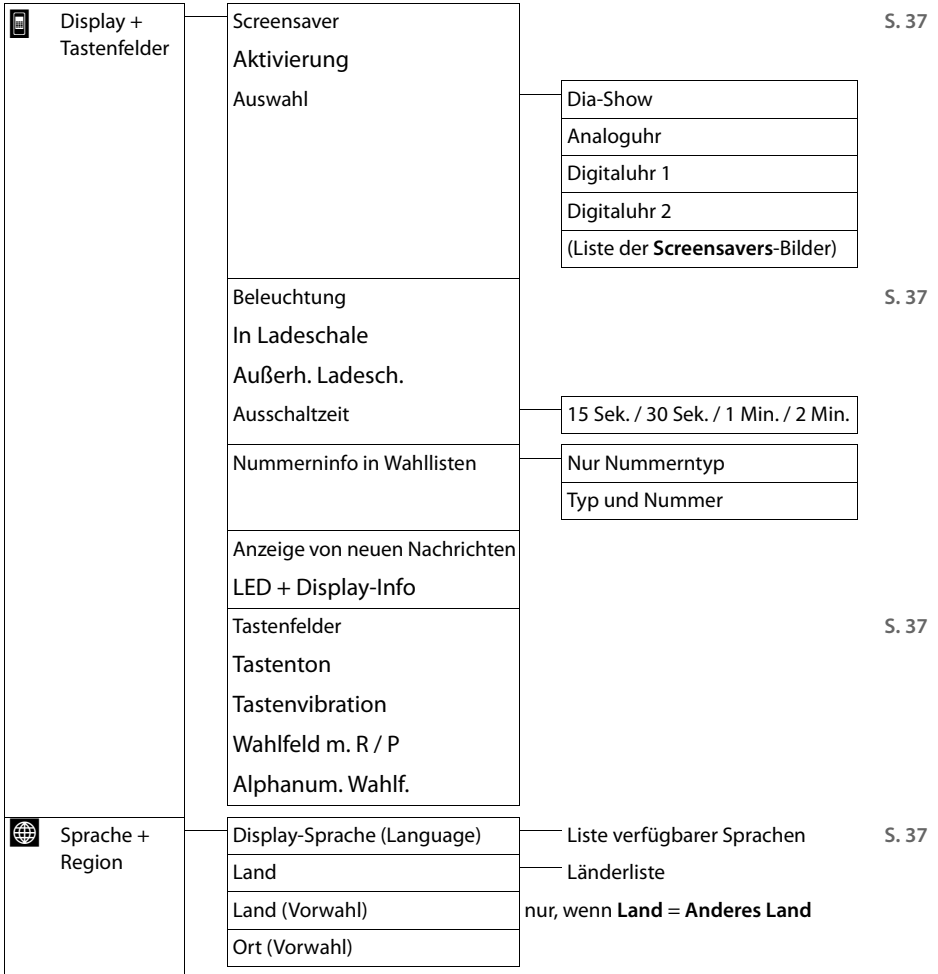 Display + Screensaver S. 37
Tastenfelder
Aktivierung
Auswahl Dia-Show
Analoguhr
Digitaluhr 1
Digitaluhr 2
(Liste der Screensavers-Bilder)
Beleuchtung S. 37
In Ladeschale
Außerh. Ladesch.
Ausschaltzeit 15 Sek. / 30 Sek. / 1 Min. / 2 Min.
Nummerninfo in Wahllisten Nur Nummerntyp
Typ und Nummer
Anzeige von neuen Nachrichten
LED + Display-Info
Tastenfelder S. 37
Tastenton
Tastenvibration
Wahlfeld m. R / P
Alphanum. Wahlf.
Sprache + Display-Sprache (Language) Liste verfügbarer Sprachen S. 37
Region
Land Länderliste
Land (Vorwahl) nur, wenn Land = Anderes Land
Ort (Vorwahl)